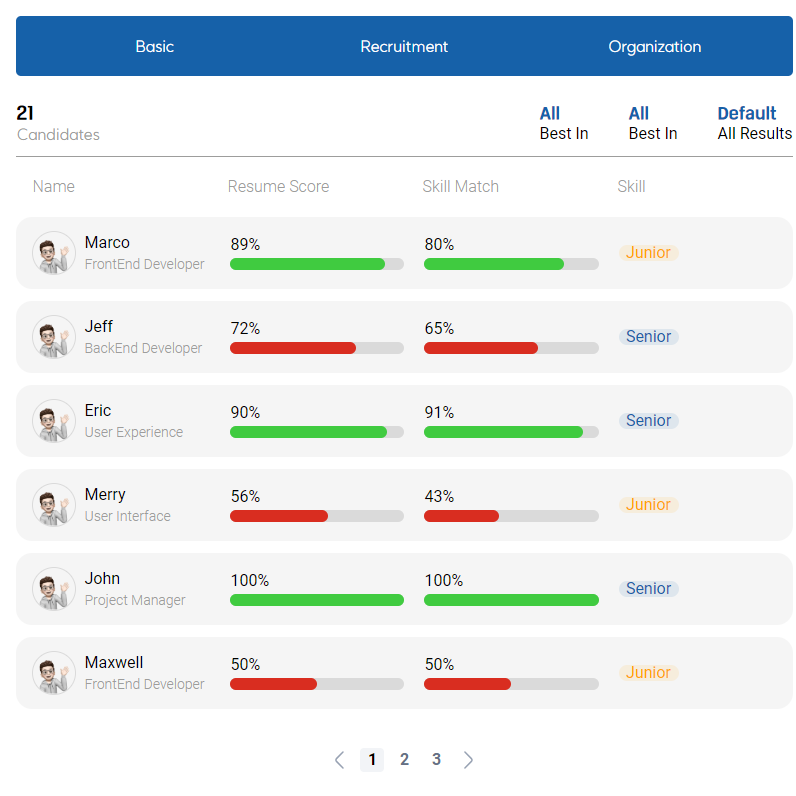 Basic Recruitment Organization
21
Candidates
All All Default
Best In Best In All Results
Name Resume Score Skill Match Skill
Marco 89% 80% Junior
FrontEnd Developer
Jeff 72% 65% Senior
BackEnd Developer
Eric 90% 91% Senior
User Experience
Merry 56% 43% Junior
User Interface
John 100% 100% Senior
Project Manager
Maxwell 50% 50% Junior
FrontEnd Developer
1 2 3